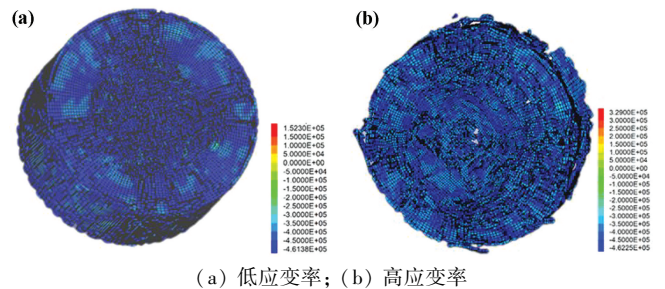 (a)
1.5230E+05
1.5000E+05
1.0000E+05
5.0000E+04
0.0000E+00
-5.0000E+04
-1.0000E+05
-1.5000E+05
-2.0000E+05
-2.5000E+05
-3.0000E+05
-3.5000E+05
-4.0000E+05
-4.5000E+05
-4.6138E+05
(b)
3.2900E+05
3.0000E+05
2.5000E+05
2.0000E+05
1.5000E+05
1.0000E+05
5.0000E+04
0.0000E+00
-5.0000E+04
-1.0000E+05
-1.5000E+05
-2.0000E+05
-2.5000E+05
-3.0000E+05
-3.5000E+05
-4.0000E+05
-4.5000E+05
-4.6225E+05
(a) 低应变率; (b) 高应变率